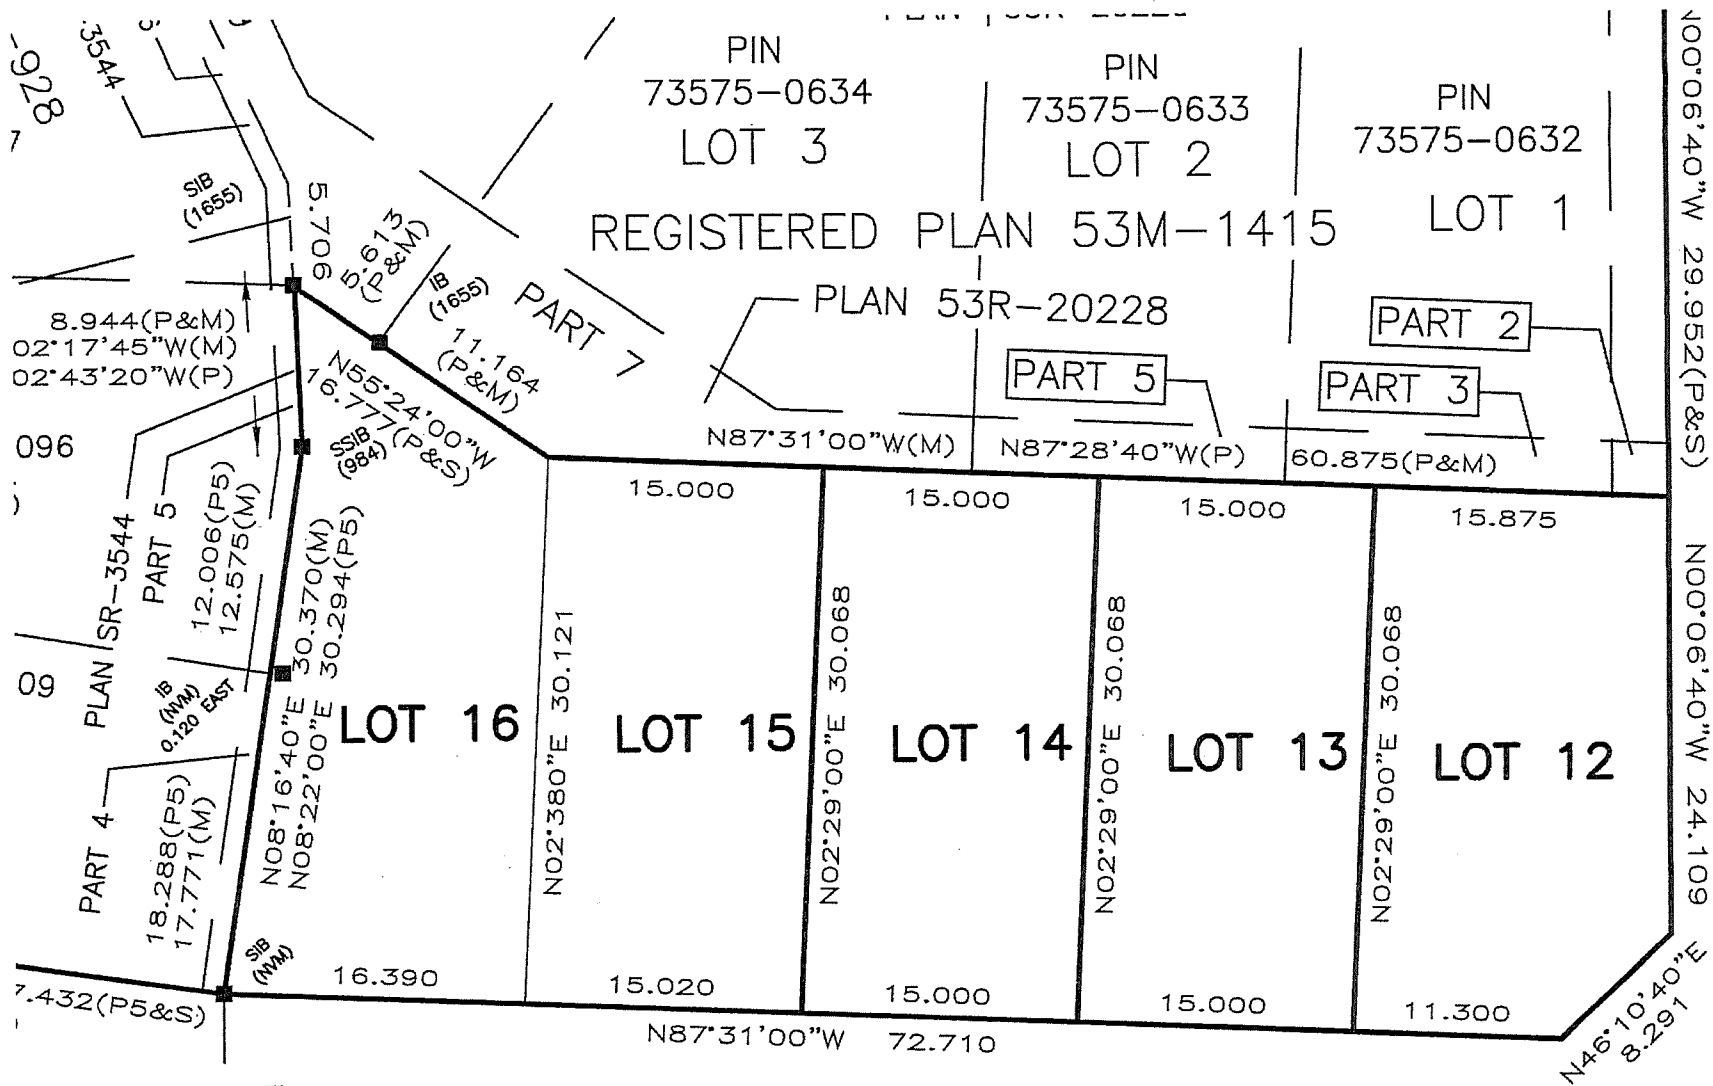 -928
3544
PIN
73575-0634
LOT 3
PIN
73575-0633
LOT 2
PIN
73575-0632
LOT 1
N00°06'40"W 29.952(P&S)
SIB
(1655)
5.706
5.613
(P&M)
IB
(1655)
REGISTERED PLAN 53M-1415
PLAN 53R-20228
PART 7
PART 2
PART 5
PART 3
8.944(P&M)
02°17'45"W(M)
02°43'20"W(P)
11.164
(P&M)
N55°24'00"W
16.777(P&S)
SSIB
(984)
N87°31'00"W(M)
N87°28'40"W(P)
60.875(P&M)
096
15.000
15.000
15.000
15.875
PLAN SR-3544
PART 5
12.006(P5)
12.575(M)
N08°16'40"E 30.370(M)
N08°22'00"E 30.294(P5)
N02°380"E 30.121
N02°29'00"E 30.068
N02°29'00"E 30.068
N02°29'00"E 30.068
N00°06'40"W 24.109
09
IB
(NVM)
0.120 EAST
LOT 16
LOT 15
LOT 14
LOT 13
LOT 12
PART 4
18.288(P5)
17.771(M)
SIB
(NVM)
16.390
15.020
15.000
15.000
11.300
7.432(P5&S)
N87°31'00"W 72.710
N46°10'40"E
8.291